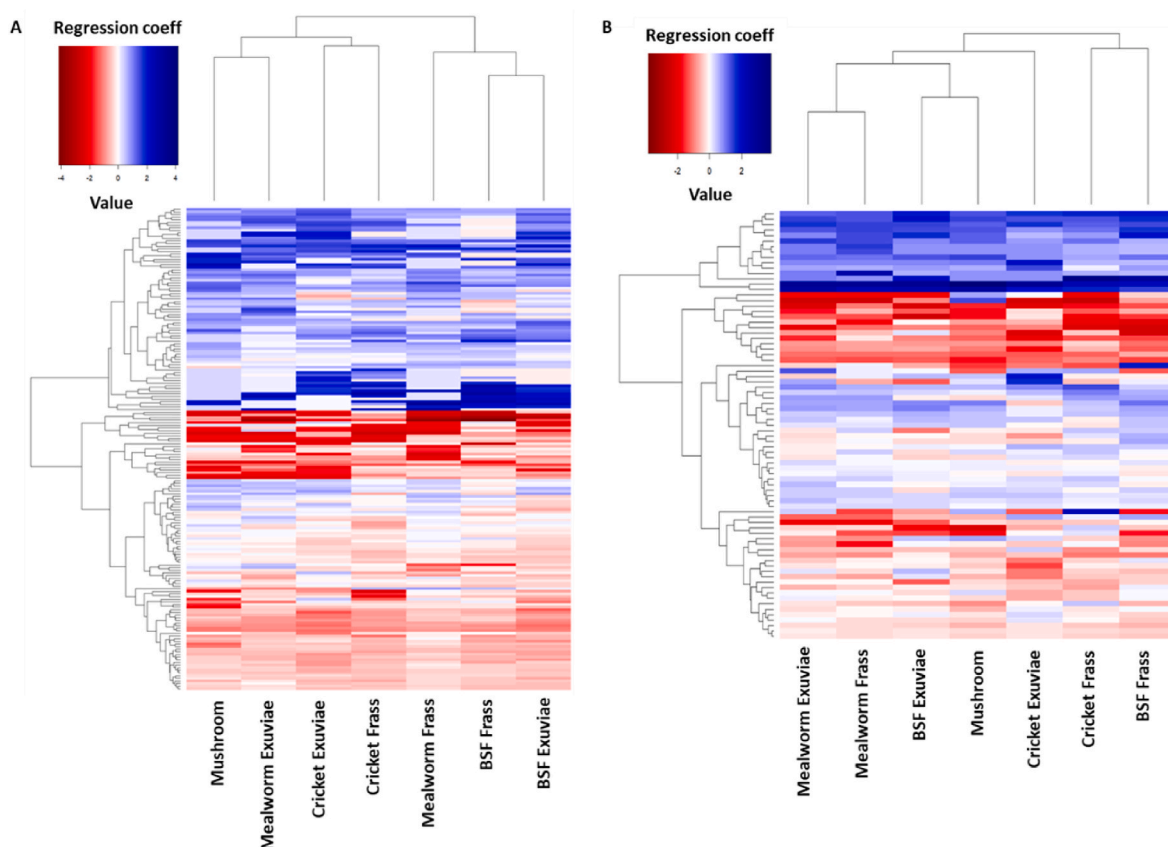 A
Regression coeff
-4 -2 0 2 4
Value
Mushroom
Mealworm Exuviae
Cricket Exuviae
Cricket Frass
Mealworm Frass
BSF Frass
BSF Exuviae
B
Regression coeff
-2 0 2
Value
Mealworm Exuviae
Mealworm Frass
BSF Exuviae
Mushroom
Cricket Exuviae
Cricket Frass
BSF Frass